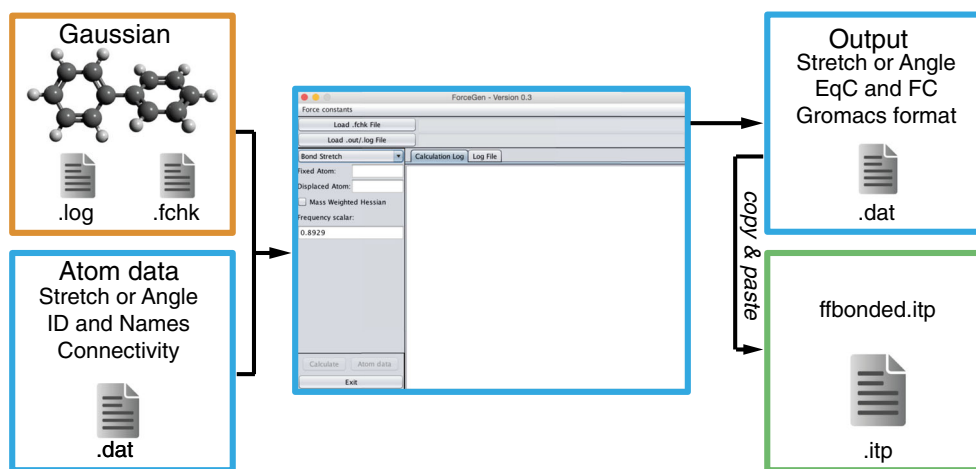 Gaussian
.log
.fchk
Atom data
Stretch or Angle
ID and Names
Connectivity
.dat
ForceGen - Version 0.3
Force constants
Load .fchk File
Load .out/.log File
Bond Stretch
Calculation Log
Log File
Fixed Atom:
Displaced Atom:
Mass Weighted Hessian
Frequency scalar:
0.8929
Calculate
Atom data
Exit
Output
Stretch or Angle
EqC and FC
Gromacs format
.dat
copy & paste
ffbonded.itp
.itp